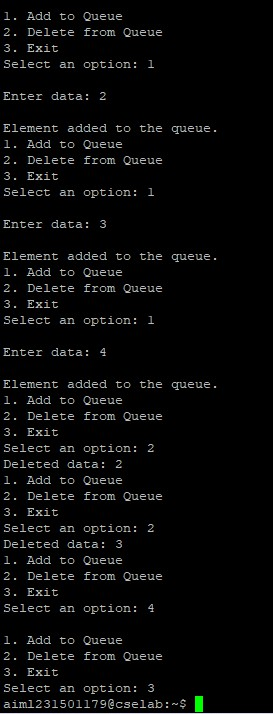 1. Add to Queue
2. Delete from Queue
3. Exit
Select an option: 1
Enter data: 2
Element added to the queue.
1. Add to Queue
2. Delete from Queue
3. Exit
Select an option: 1
Enter data: 3
Element added to the queue.
1. Add to Queue
2. Delete from Queue
3. Exit
Select an option: 1
Enter data: 4
Element added to the queue.
1. Add to Queue
2. Delete from Queue
3. Exit
Select an option: 2
Deleted data: 2
1. Add to Queue
2. Delete from Queue
3. Exit
Select an option: 2
Deleted data: 3
1. Add to Queue
2. Delete from Queue
3. Exit
Select an option: 4
1. Add to Queue
2. Delete from Queue
3. Exit
Select an option: 3
aiml231501179@cselab:~$